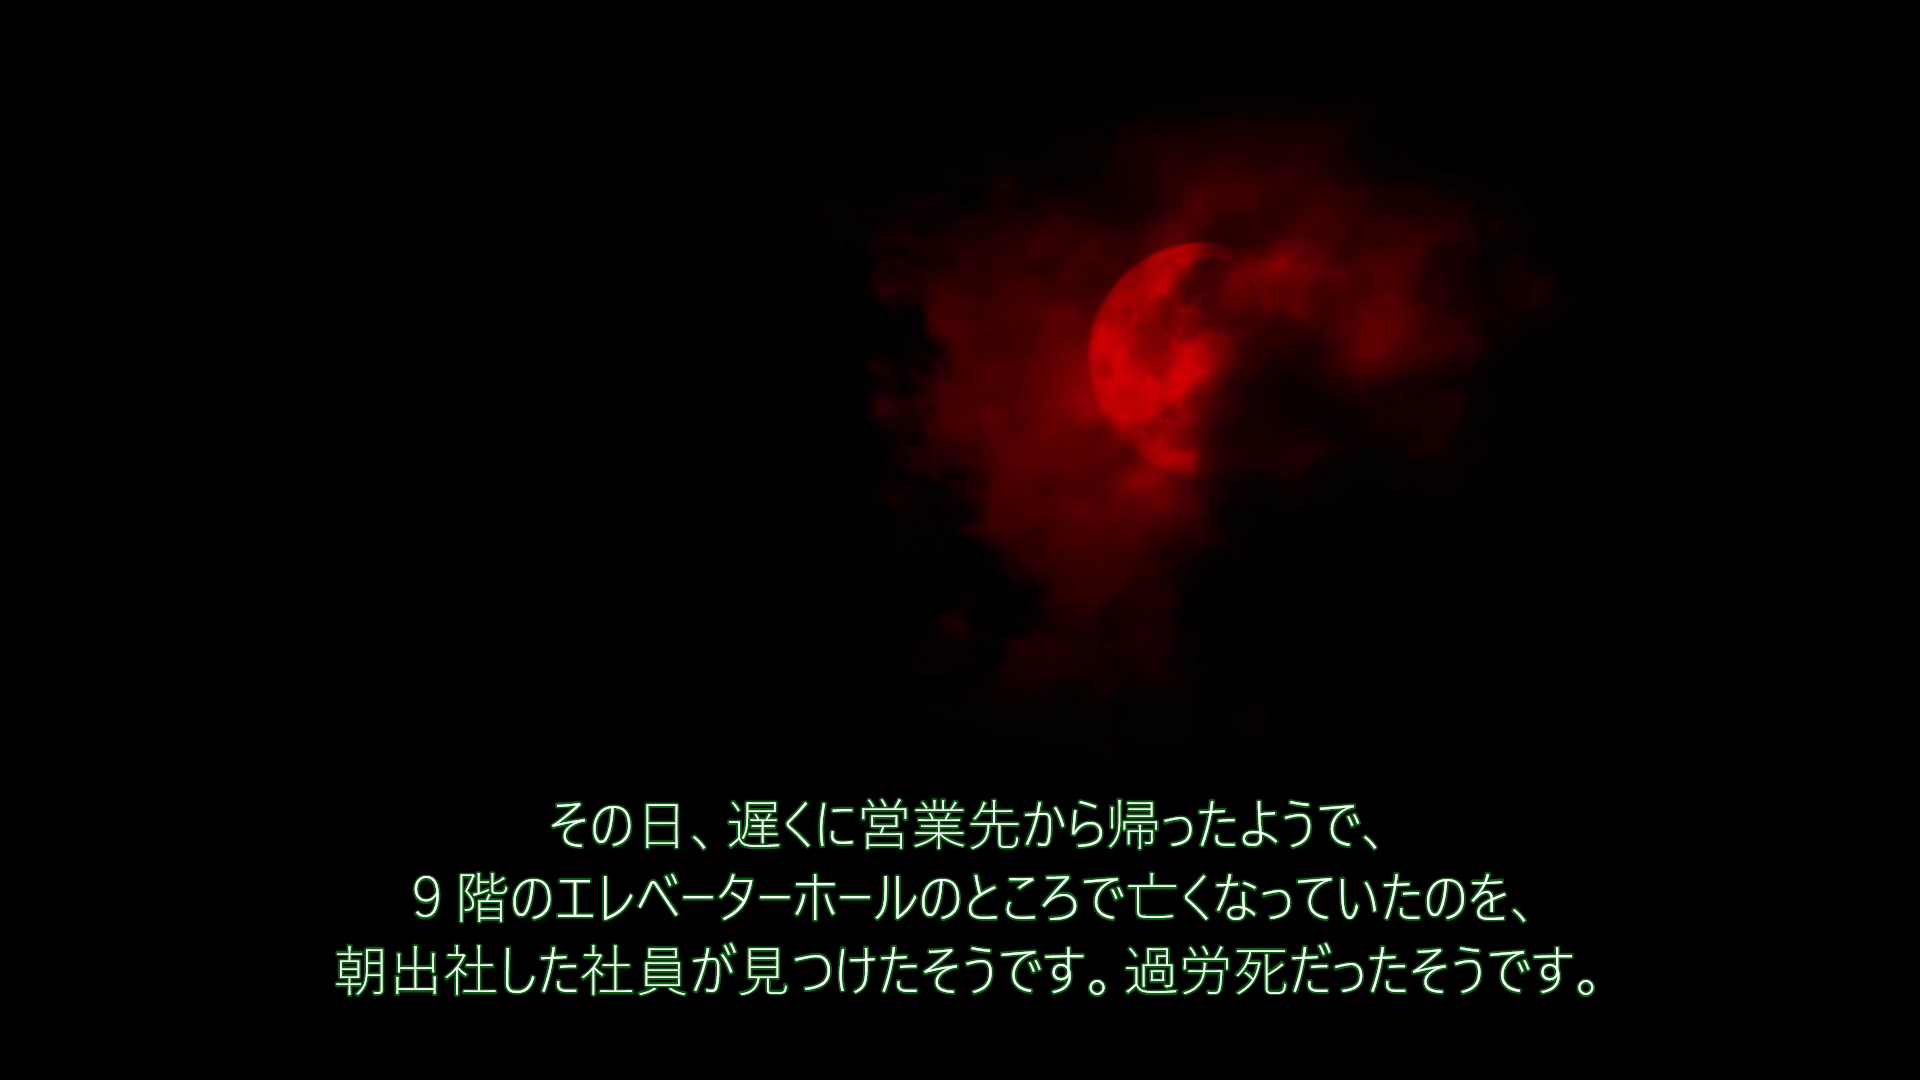 その日、遅くに営業先から帰ったようで、
9 階のエレベーターホールのところで亡くなっていたのを、
朝出社した社員が見つけたそうです。過労死だったそうです。